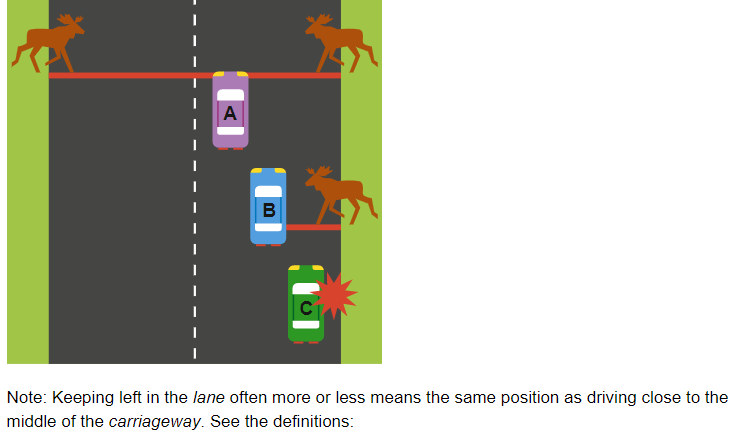 A
B
C
Note: Keeping left in the lane often more or less means the same position as driving close to the
middle of the carriageway. See the definitions: